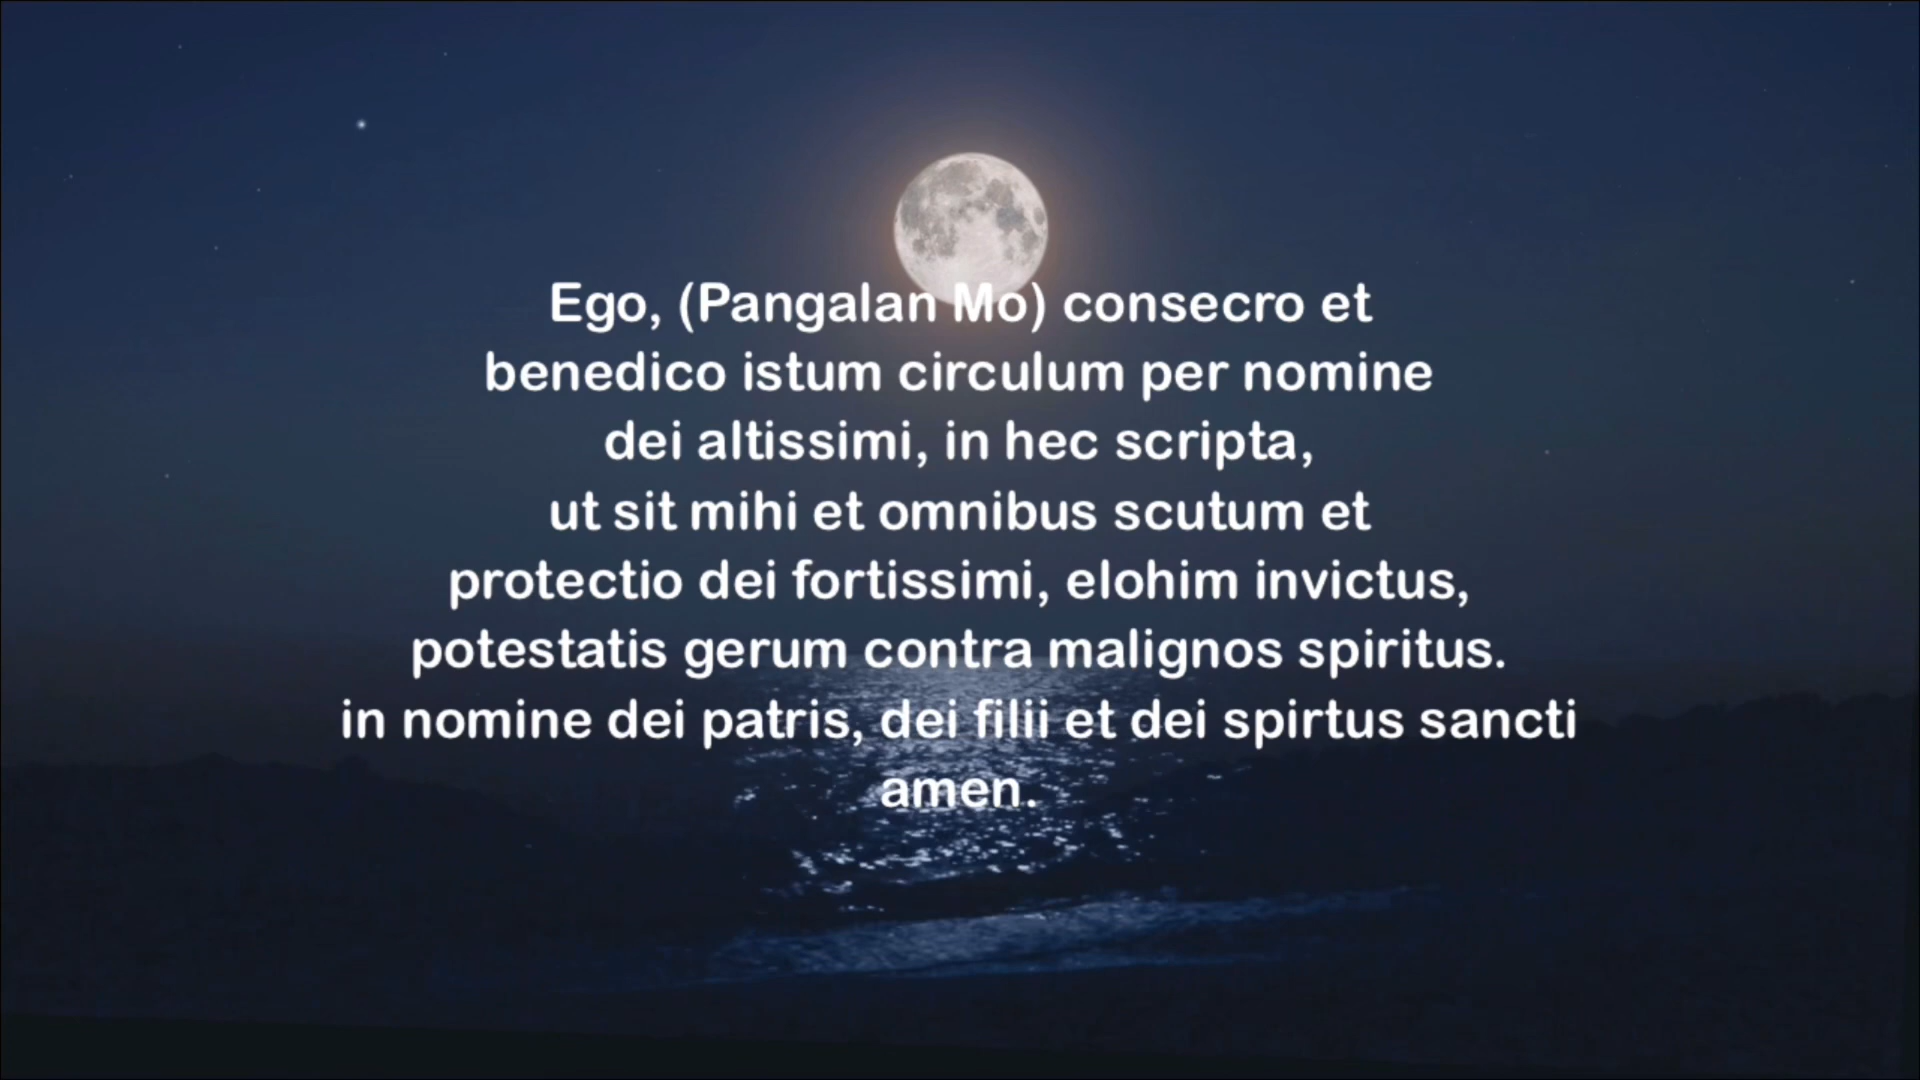 Ego, (Pangalan Mo) consecro et
benedico istum circulum per nomine
dei altissimi, in hec scripta,
ut sit mihi et omnibus scutum et
protectio dei fortissimi, elohim invictus,
potestatis gerum contra malignos spiritus.
in nomine dei patris, dei filii et dei spirtus sancti
amen.